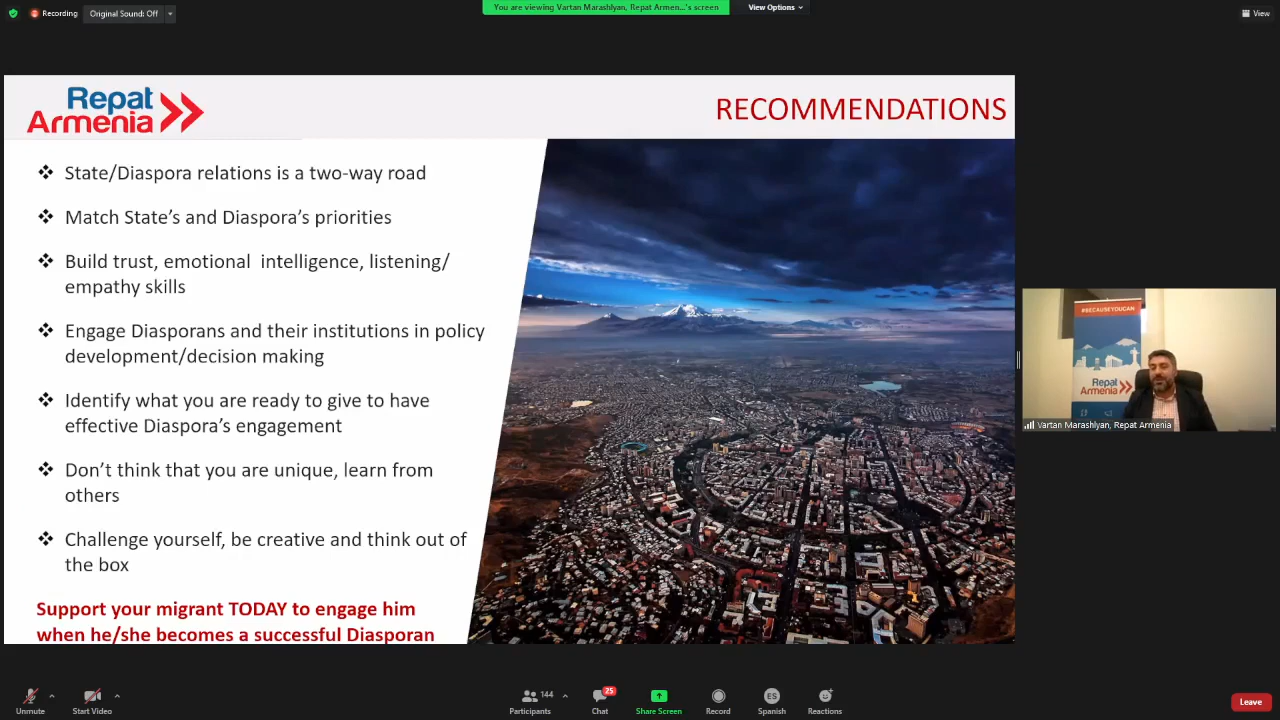 Recording
Original Sound: Off
You are viewing Vartan Marashlyan, Repat Armen...'s screen
View Options
View
Repat
Armenia
RECOMMENDATIONS
State/Diaspora relations is a two-way road
Match State’s and Diaspora’s priorities
Build trust, emotional intelligence, listening/
empathy skills
Engage Diasporans and their institutions in policy
development/decision making
Identify what you are ready to give to have
effective Diaspora’s engagement
Don’t think that you are unique, learn from
others
Challenge yourself, be creative and think out of
the box
Support your migrant TODAY to engage him
when he/she becomes a successful Diasporan
#BECAUSEYOUCAN
Repat
Armenia
Vartan Marashlyan, Repat Armenia
Unmute
Start Video
144
Participants
25
Chat
Share Screen
Record
ES
Spanish
Reactions
Leave